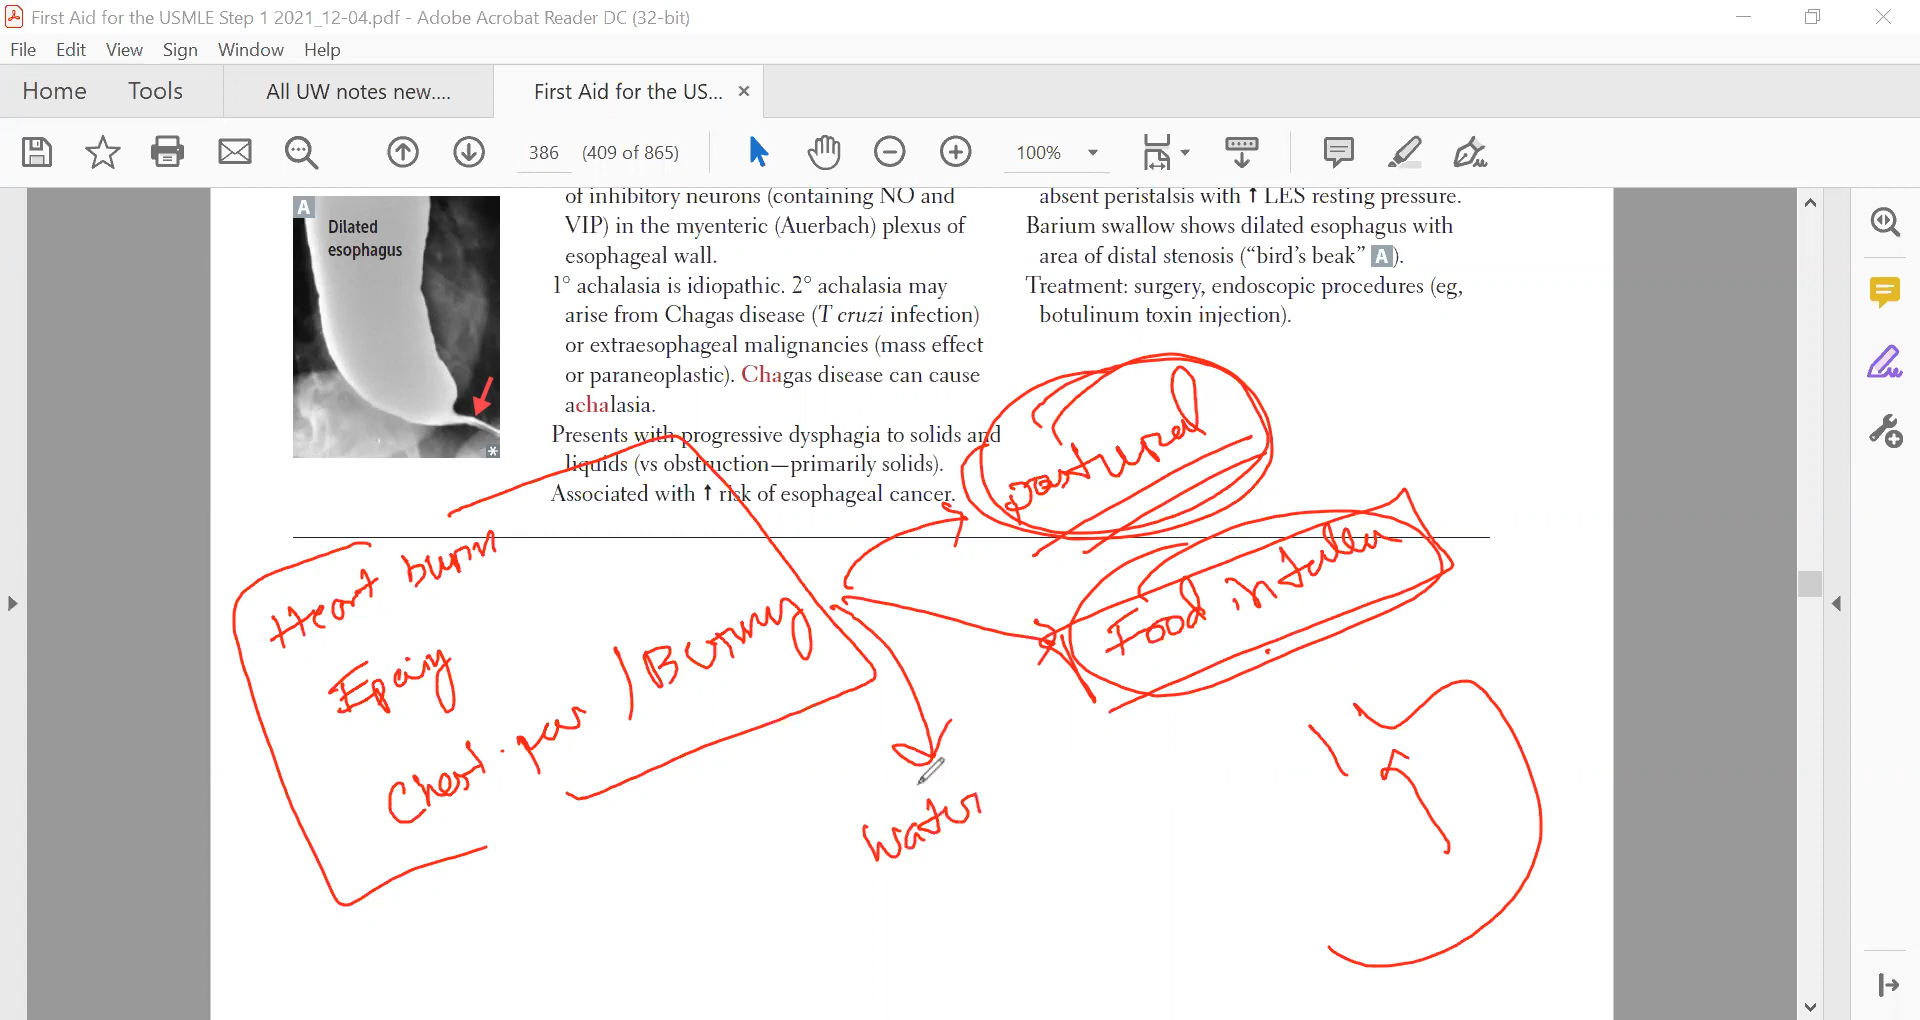 First Aid for the USMLE Step 1 2021_12-04.pdf - Adobe Acrobat Reader DC (32-bit)
File Edit View Sign Window Help
Home Tools All UW notes new.... First Aid for the US... ×
386 (409 of 865) 100%
A
Dilated
esophagus
of inhibitory neurons (containing NO and
VIP) in the myenteric (Auerbach) plexus of
esophageal wall.
1° achalasia is idiopathic. 2° achalasia may
arise from Chagas disease (T cruzi infection)
or extraesophageal malignancies (mass effect
or paraneoplastic). Chagas disease can cause
achalasia.
Presents with progressive dysphagia to solids and
liquids (vs obstruction—primarily solids).
Associated with ↑ risk of esophageal cancer.
absent peristalsis with ↑ LES resting pressure.
Barium swallow shows dilated esophagus with
area of distal stenosis (“bird’s beak” A).
Treatment: surgery, endoscopic procedures (eg,
botulinum toxin injection).
postural
Food
Heart burn
Chest
water